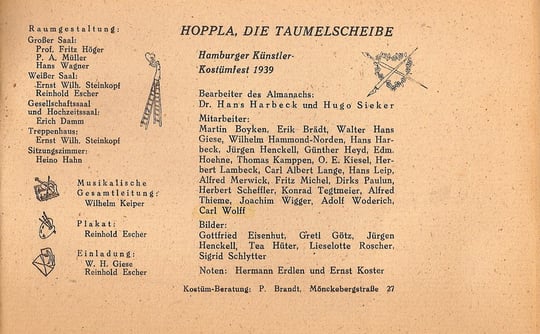 Raumgestaltung:
Großer Saal:
Prof. Fritz Höger
P. A. Müller
Hans Wagner
Weißer Saal:
Ernst Wilh. Steinkopf
Reinhold Escher
Gesellschaftssaal
und Hochzeitssaal:
Erich Damm
Treppenhaus:
Ernst Wilh. Steinkopf
Sitzungszimmer:
Heino Hahn
Musikalische
Gesamtleitung:
Wilhelm Keiper
Plakat:
Reinhold Escher
Einladung:
W. H. Giese
Reinhold Escher
HOPPLA, DIE TAUMELSCHEIBE
Hamburger Künstler-
Kostümfest 1939
Bearbeiter des Almanachs:
Dr. Hans Harbeck und Hugo Sieker
Mitarbeiter:
Martin Boyken, Erik Brädt, Walter Hans
Giese, Wilhelm Hammond-Norden, Hans Har-
beck, Jürgen Henckell, Günther Heyd, Edm.
Hoehne, Thomas Kamppen, O. E. Kiesel, Her-
bert Lambeck, Carl Albert Lange, Hans Leip,
Alfred Merwick, Fritz Michel, Dirks Paulun,
Herbert Scheffler, Konrad Tegtmeier, Alfred
Thieme, Joachim Wigger, Adolf Woderich,
Carl Wolff
Bilder:
Gottfried Eisenhut, Gretl Götz, Jürgen
Henckell, Tea Hüter, Lieselotte Roscher,
Sigrid Schlytter
Noten: Hermann Erdlen und Ernst Koster
Kostüm-Beratung: P. Brandt, Mönckebergstraße 27